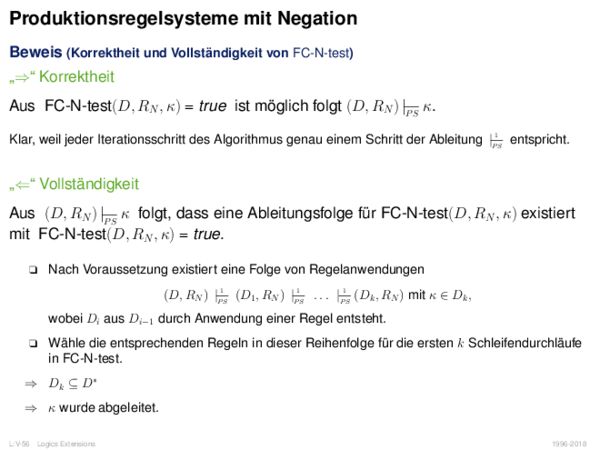 Produktionsregelsysteme mit Negation
Beweis (Korrektheit und Vollständigkeit von FC-N-test)
„⇒“ Korrektheit
Aus FC-N-test(D, R_N, κ) = true ist möglich folgt (D, R_N) ⊢_PS κ.
Klar, weil jeder Iterationsschritt des Algorithmus genau einem Schritt der Ableitung ⊢^1_PS entspricht.
„⇐“ Vollständigkeit
Aus (D, R_N) ⊢_PS κ folgt, dass eine Ableitungsfolge für FC-N-test(D, R_N, κ) existiert
mit FC-N-test(D, R_N, κ) = true.
❑ Nach Voraussetzung existiert eine Folge von Regelanwendungen
(D, R_N) ⊢^1_PS (D_1, R_N) ⊢^1_PS … ⊢^1_PS (D_k, R_N) mit κ ∈ D_k,
wobei D_i aus D_{i−1} durch Anwendung einer Regel entsteht.
❑ Wähle die entsprechenden Regeln in dieser Reihenfolge für die ersten k Schleifendurchläufe
in FC-N-test.
⇒ D_k ⊆ D*
⇒ κ wurde abgeleitet.
L:V-56 Logics Extensions 1996-2018